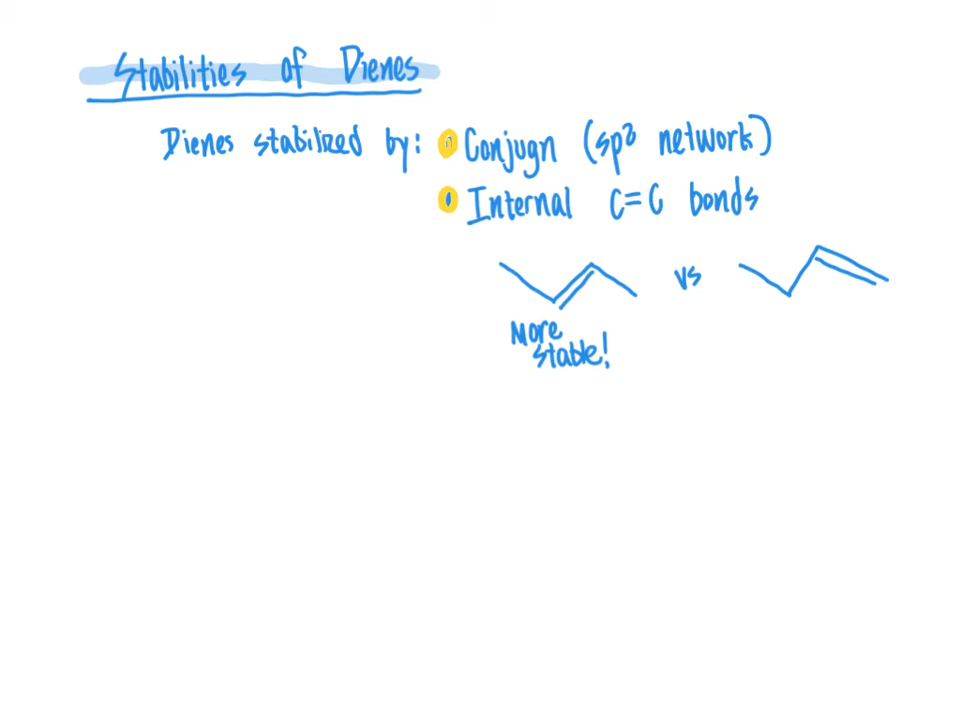 Stabilities of Dienes
Dienes stabilized by: Conjugn (sp² network)
Internal C=C bonds
vs
More
stable!